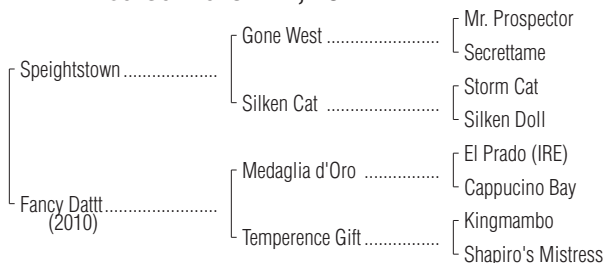 Mr. Prospector
Gone West
Secrettame
Speightstown
Storm Cat
Silken Cat
Silken Doll
El Prado (IRE)
Medaglia d'Oro
Cappucino Bay
Fancy Dattt
(2010)
Kingmambo
Temperence Gift
Shapiro's Mistress